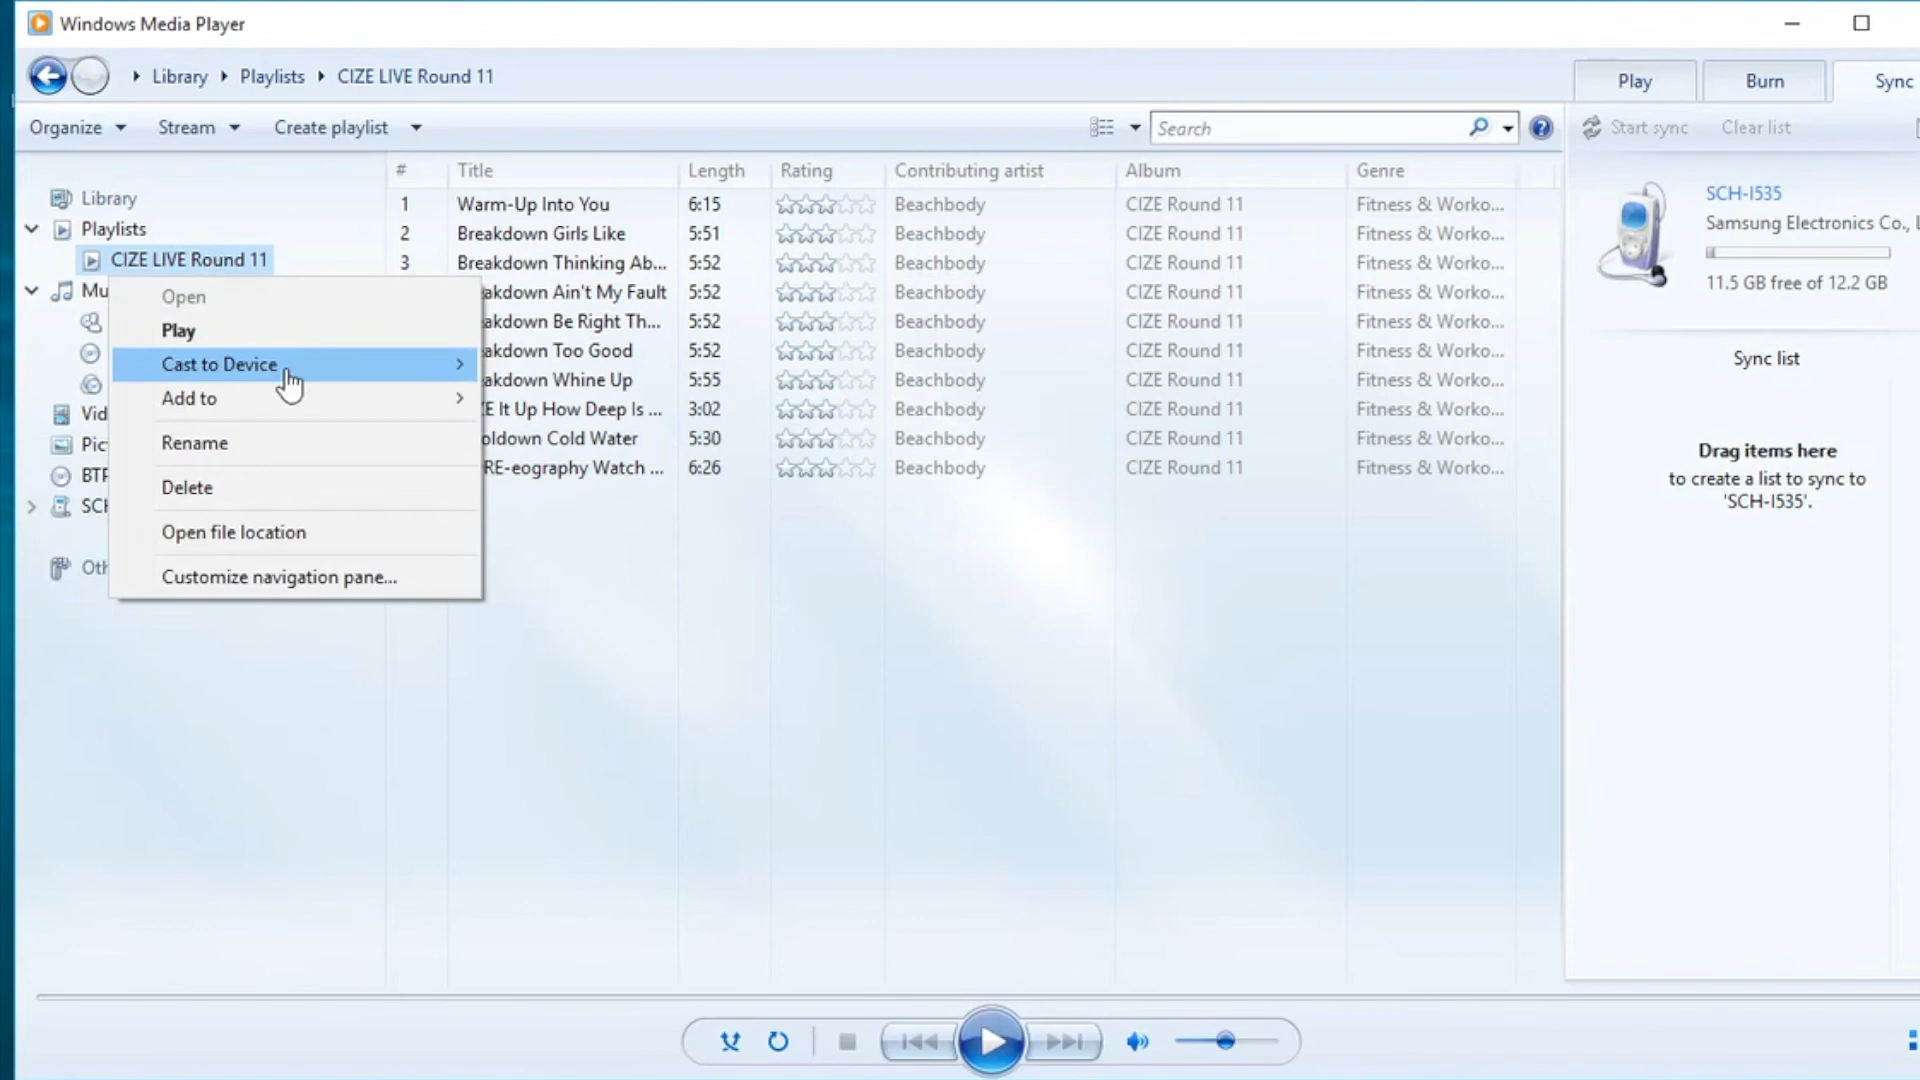 Windows Media Player
Library Playlists CIZE LIVE Round 11
Play Burn Sync
Organize Stream Create playlist Search Start sync Clear list
# Title Length Rating Contributing artist Album Genre
Library
Playlists
CIZE LIVE Round 11
Mu
Vid
Pic
SCH
Oth
Open
Play
Cast to Device
Add to
Rename
Delete
Open file location
Customize navigation pane...
1 Warm-Up Into You 6:15 Beachbody CIZE Round 11 Fitness & Worko...
2 Breakdown Girls Like 5:51 Beachbody CIZE Round 11 Fitness & Worko...
3 Breakdown Thinking Ab... 5:52 Beachbody CIZE Round 11 Fitness & Worko...
akdown Ain't My Fault 5:52 Beachbody CIZE Round 11 Fitness & Worko...
akdown Be Right Th... 5:52 Beachbody CIZE Round 11 Fitness & Worko...
akdown Too Good 5:52 Beachbody CIZE Round 11 Fitness & Worko...
akdown Whine Up 5:55 Beachbody CIZE Round 11 Fitness & Worko...
E It Up How Deep Is ... 3:02 Beachbody CIZE Round 11 Fitness & Worko...
oldown Cold Water 5:30 Beachbody CIZE Round 11 Fitness & Worko...
RE-eography Watch ... 6:26 Beachbody CIZE Round 11 Fitness & Worko...
SCH-I535
Samsung Electronics Co., L
11.5 GB free of 12.2 GB
Sync list
Drag items here
to create a list to sync to
'SCH-I535'.